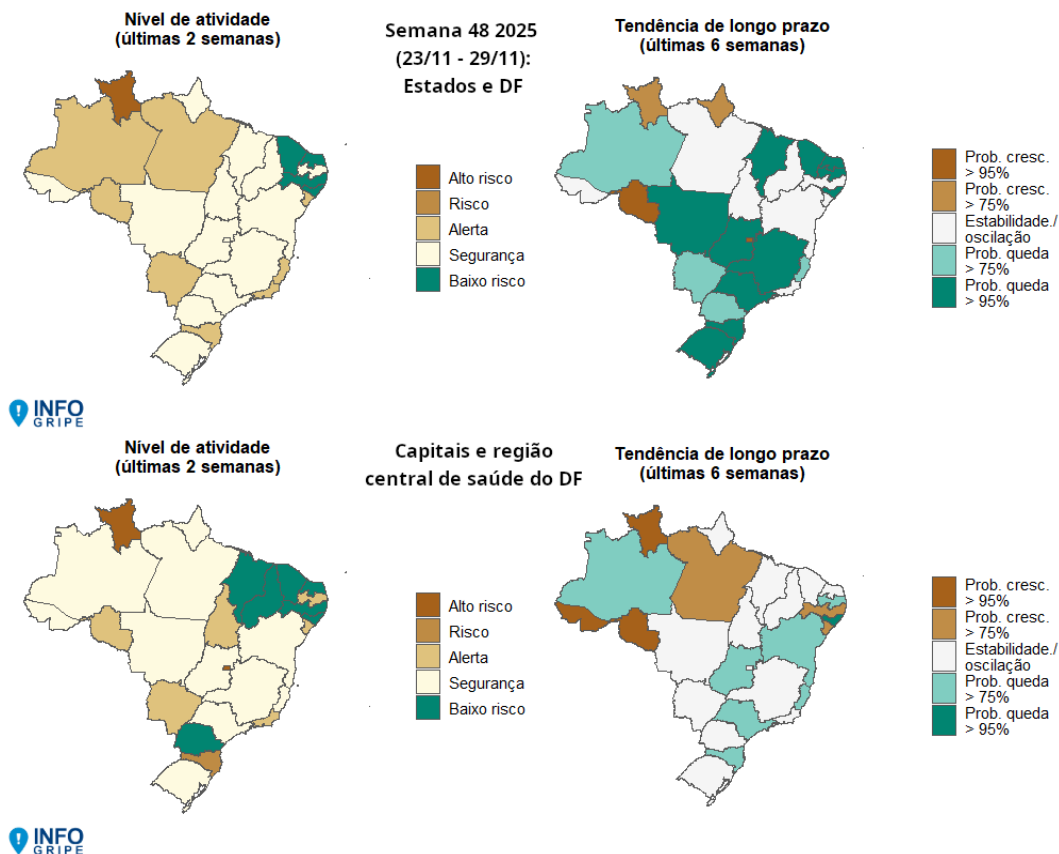 Nível de atividade
(últimas 2 semanas)
Semana 48 2025
(23/11 - 29/11):
Estados e DF
Tendência de longo prazo
(últimas 6 semanas)
Alto risco
Risco
Alerta
Segurança
Baixo risco
Prob. cresc.
> 95%
Prob. cresc.
> 75%
Estabilidade./
oscilação
Prob. queda
> 75%
Prob. queda
> 95%
INFO
GRIPE
Nível de atividade
(últimas 2 semanas)
Capitais e região
central de saúde do DF
Tendência de longo prazo
(últimas 6 semanas)
Alto risco
Risco
Alerta
Segurança
Baixo risco
Prob. cresc.
> 95%
Prob. cresc.
> 75%
Estabilidade./
oscilação
Prob. queda
> 75%
Prob. queda
> 95%
INFO
GRIPE